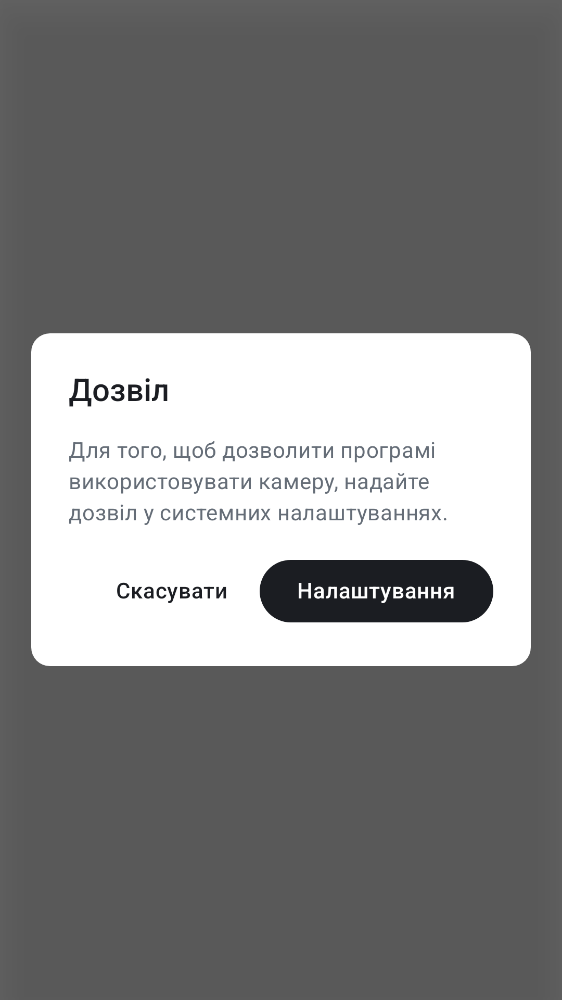 Дозвіл
Для того, щоб дозволити програмі
використовувати камеру, надайте
дозвіл у системних налаштуваннях.
Скасувати
Налаштування